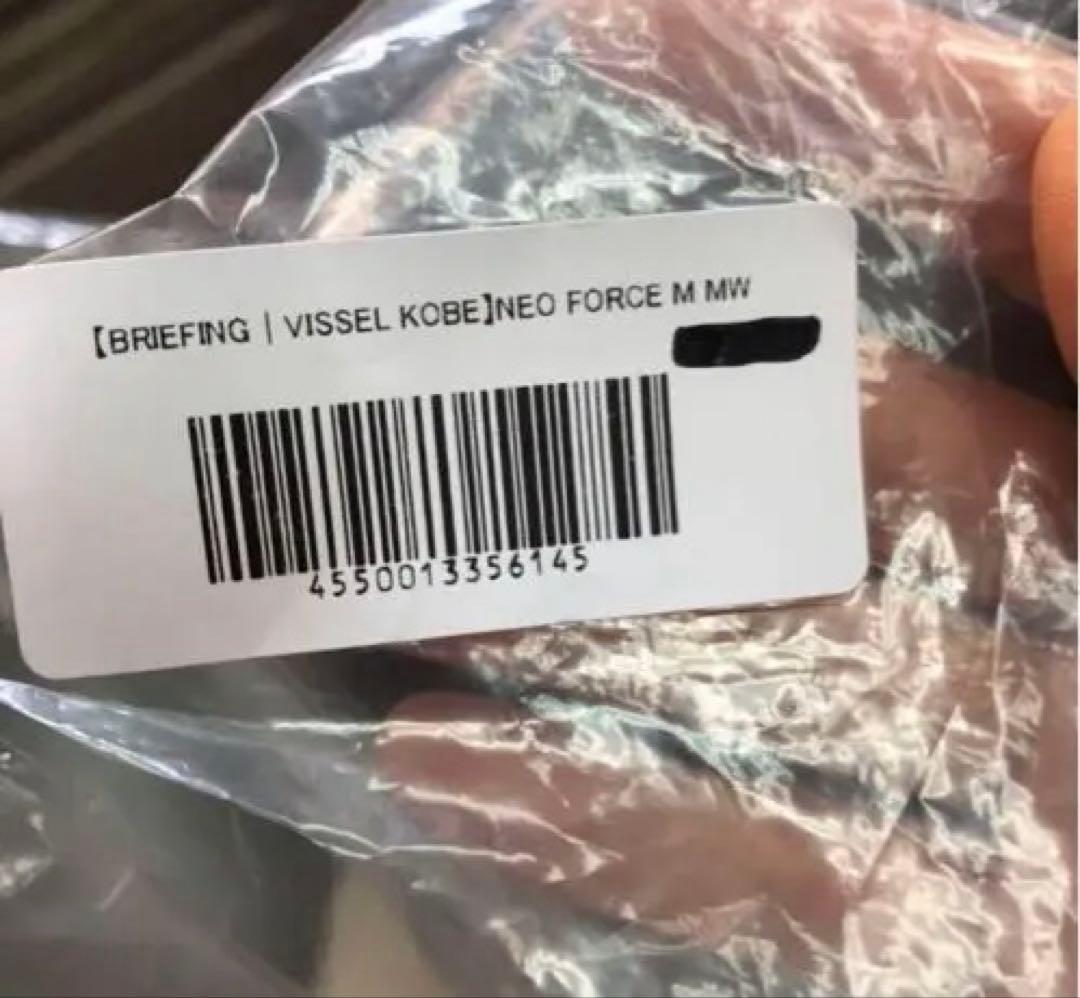 【BRIEFING | VISSEL KOBE】NEO FORCE M MW
4550013356145